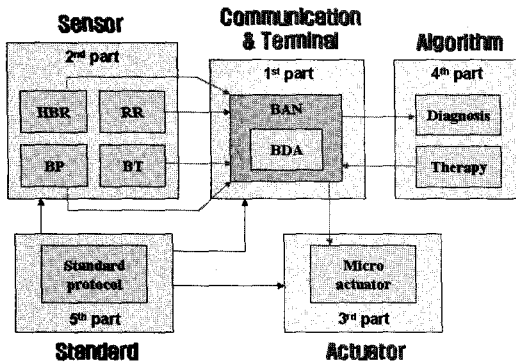 Sensor
Communication
& Terminal
Algorithm
2nd part
1st part
4th part
HBR
RR
BAN
Diagnosis
BP
BT
BDA
Therapy
Standard
protocol
Micro
actuator
5th part
3rd part
Standard
Actuator